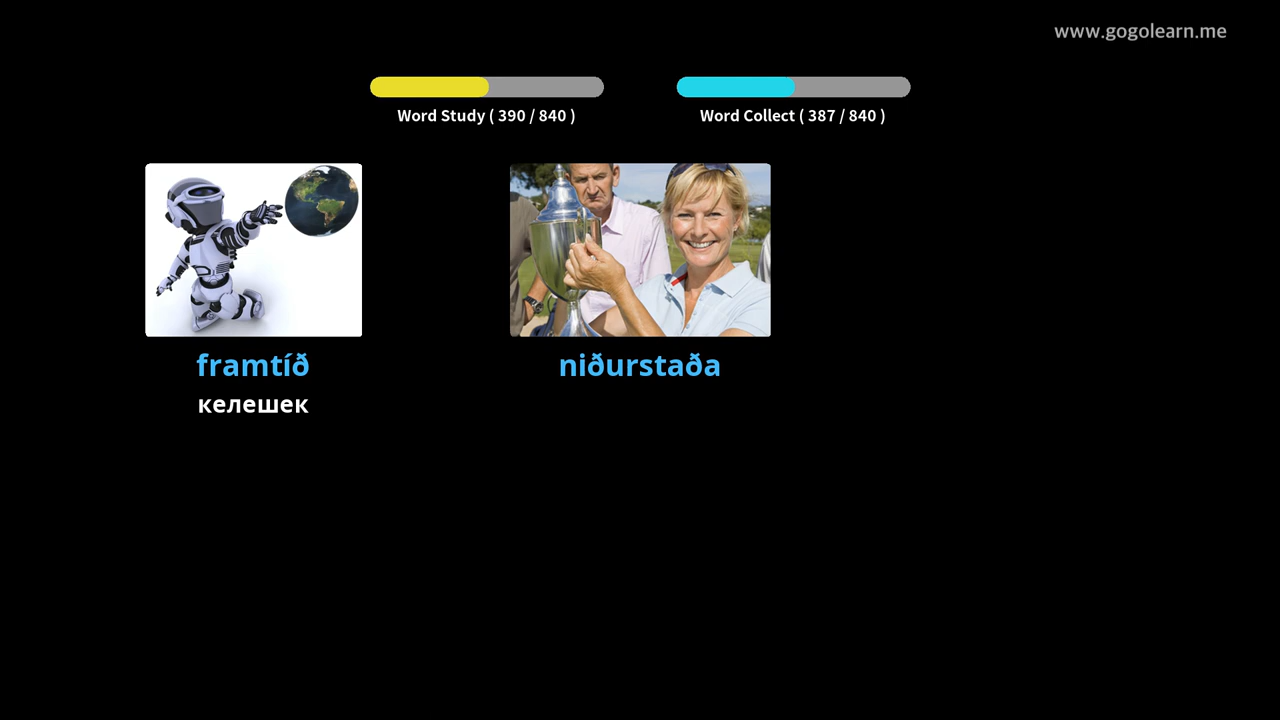 www.gogolearn.me
Word Study ( 390 / 840 )
Word Collect ( 387 / 840 )
framtíð
келешек
niðurstaða